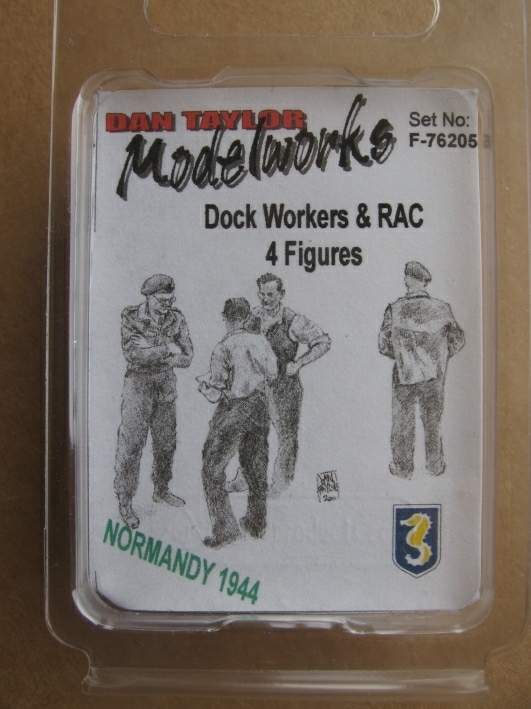 DAN TAYLOR
Modelworks
Set No:
F-76205
Dock Workers & RAC
4 Figures
NORMANDY 1944